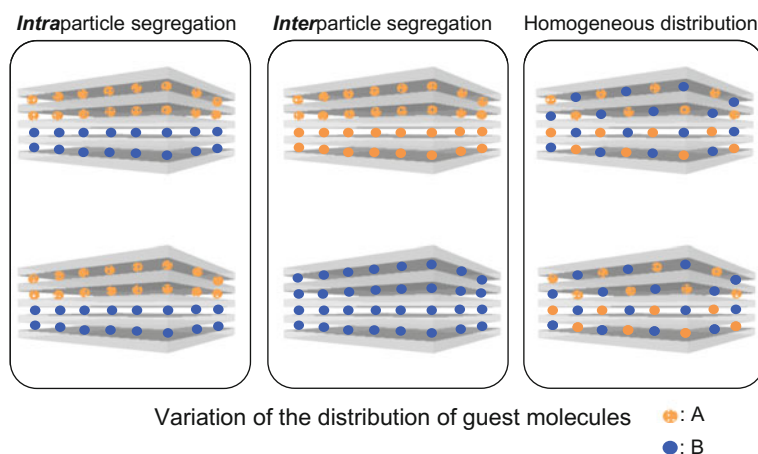 Intraparticle segregation
Interparticle segregation
Homogeneous distribution
Variation of the distribution of guest molecules
: A
: B